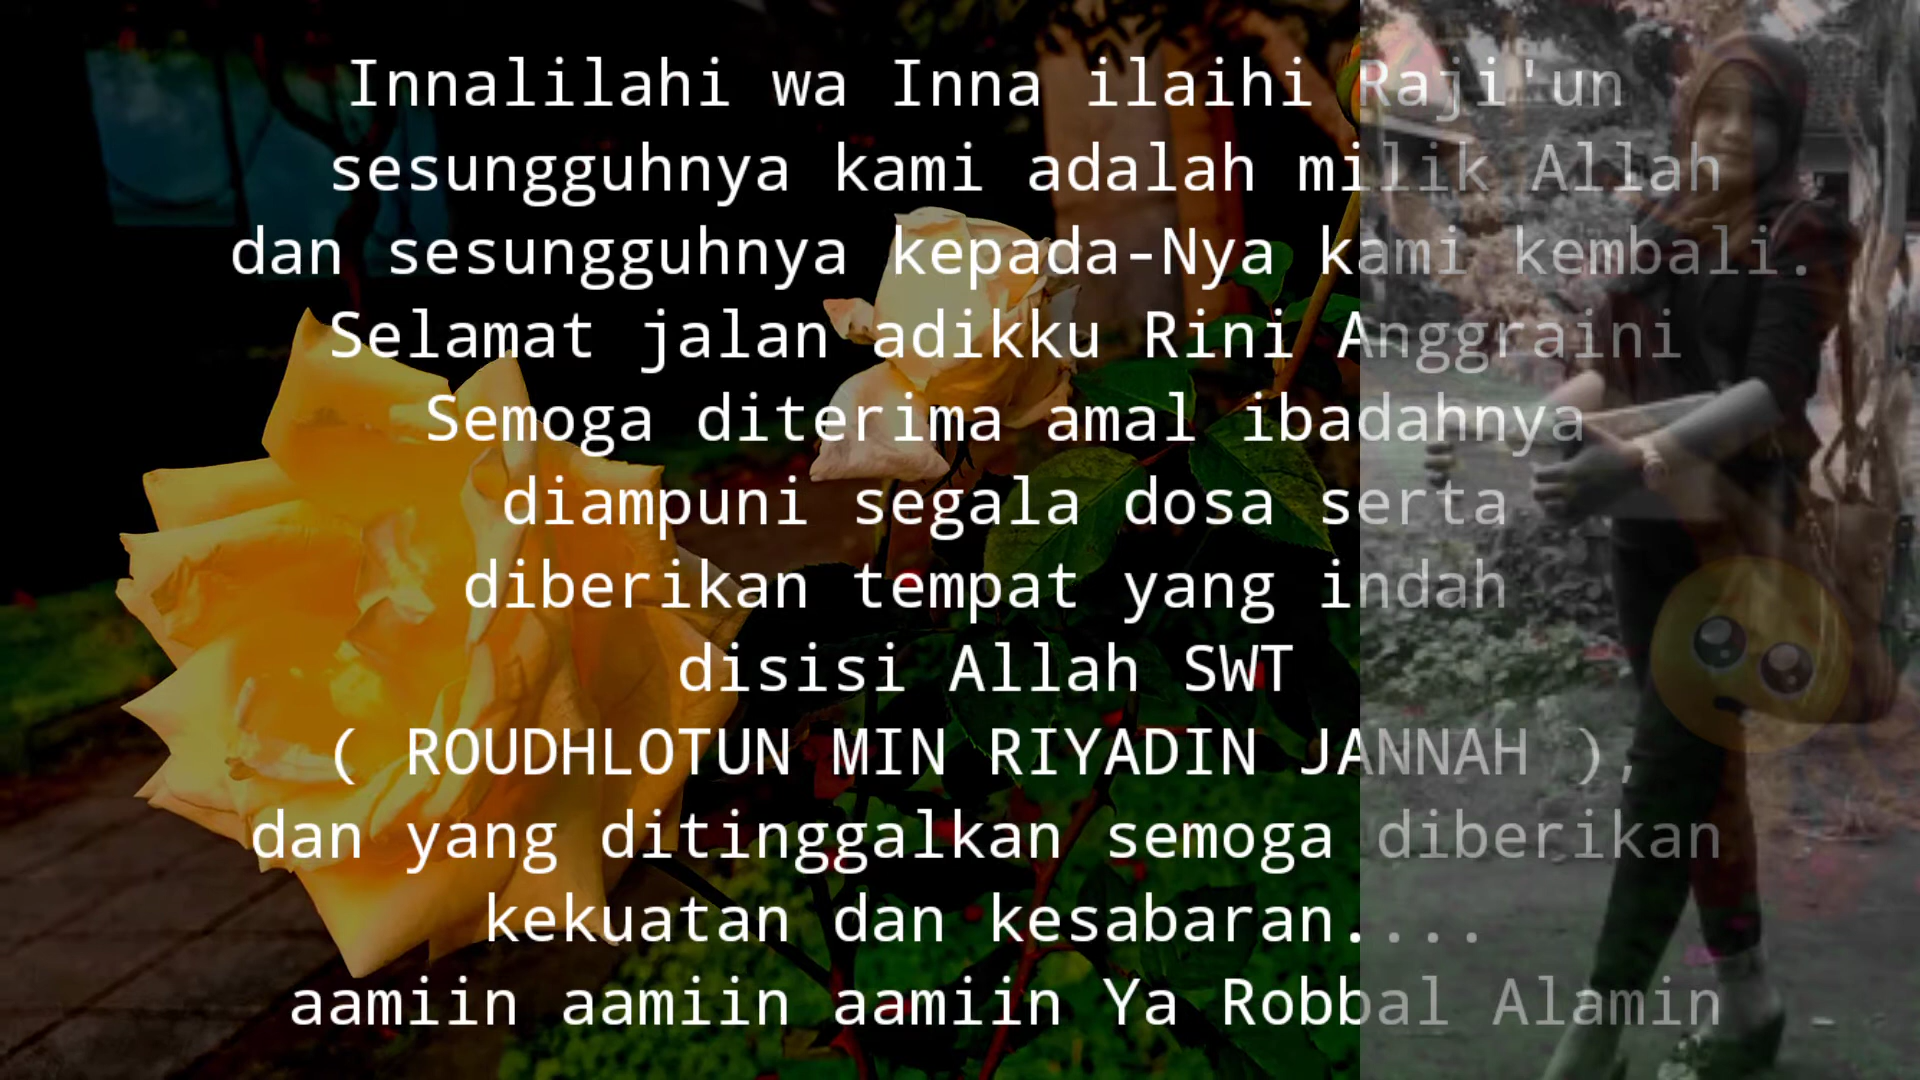 Innalilahi wa Inna ilaihi Raji'un
sesungguhnya kami adalah milik Allah
dan sesungguhnya kepada-Nya kami kembali.
Selamat jalan adikku Rini Anggraini
Semoga diterima amal ibadahnya
diampuni segala dosa serta
diberikan tempat yang indah
disisi Allah SWT
( ROUDHLOTUN MIN RIYADIN JANNAH ),
dan yang ditinggalkan semoga diberikan
kekuatan dan kesabaran....
aamiin aamiin aamiin Ya Robbal Alamin